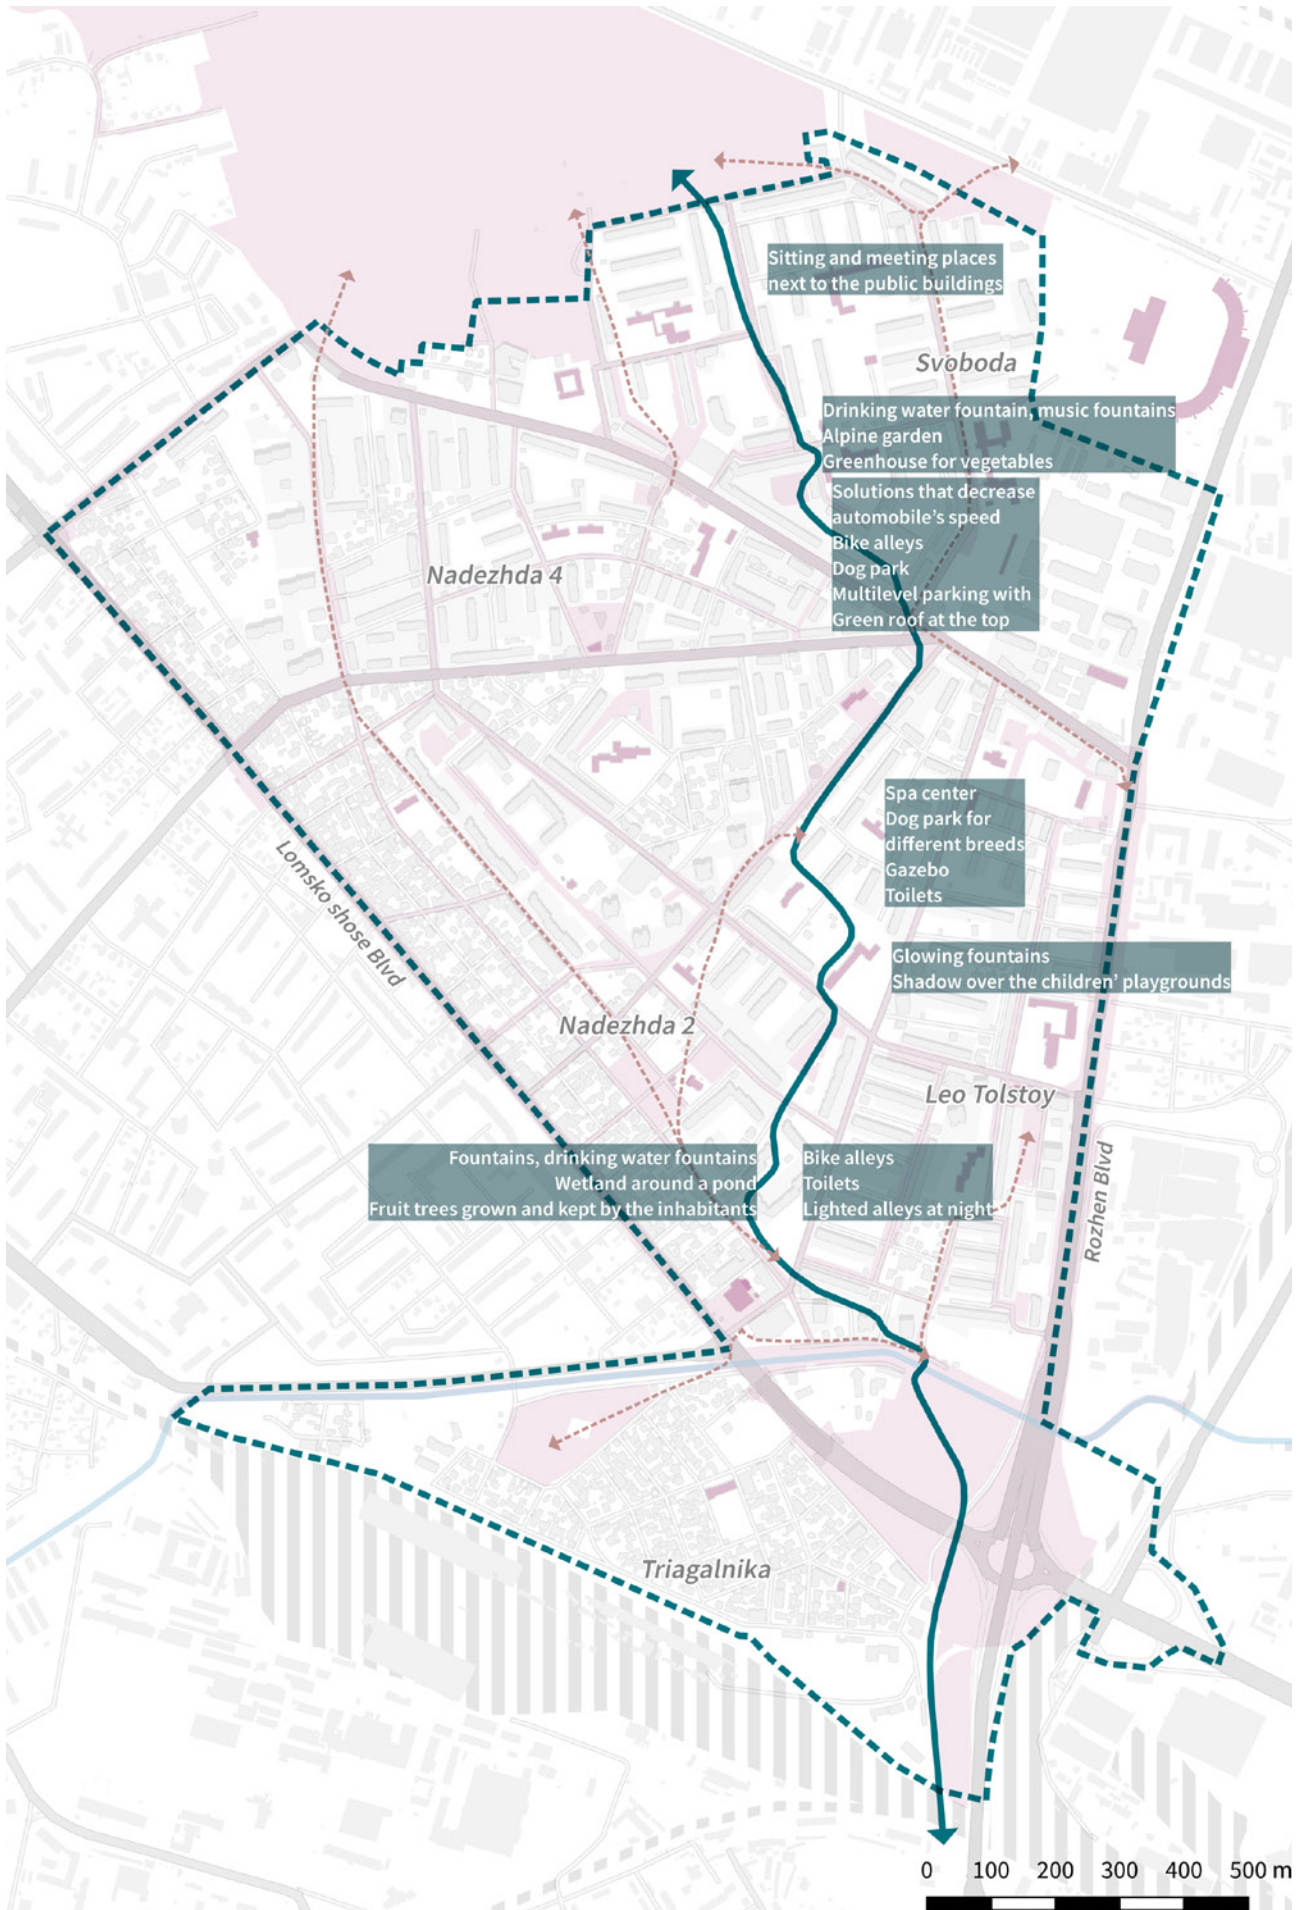 Sitting and meeting places
next to the public buildings
Svoboda
Drinking water fountain, music fountains
Alpine garden
Greenhouse for vegetables
Solutions that decrease
automobile's speed
Bike alleys
Dog park
Multilevel parking with
Green roof at the top
Nadezhda 4
Spa center
Dog park for
different breeds
Gazebo
Toilets
Lomsko shose Blvd
Glowing fountains
Shadow over the children' playgrounds
Nadezhda 2
Leo Tolstoy
Fountains, drinking water fountains
Wetland around a pond
Fruit trees grown and kept by the inhabitants
Bike alleys
Toilets
Lighted alleys at night
Rozhen Blvd
Triagalnika
0 100 200 300 400 500 m